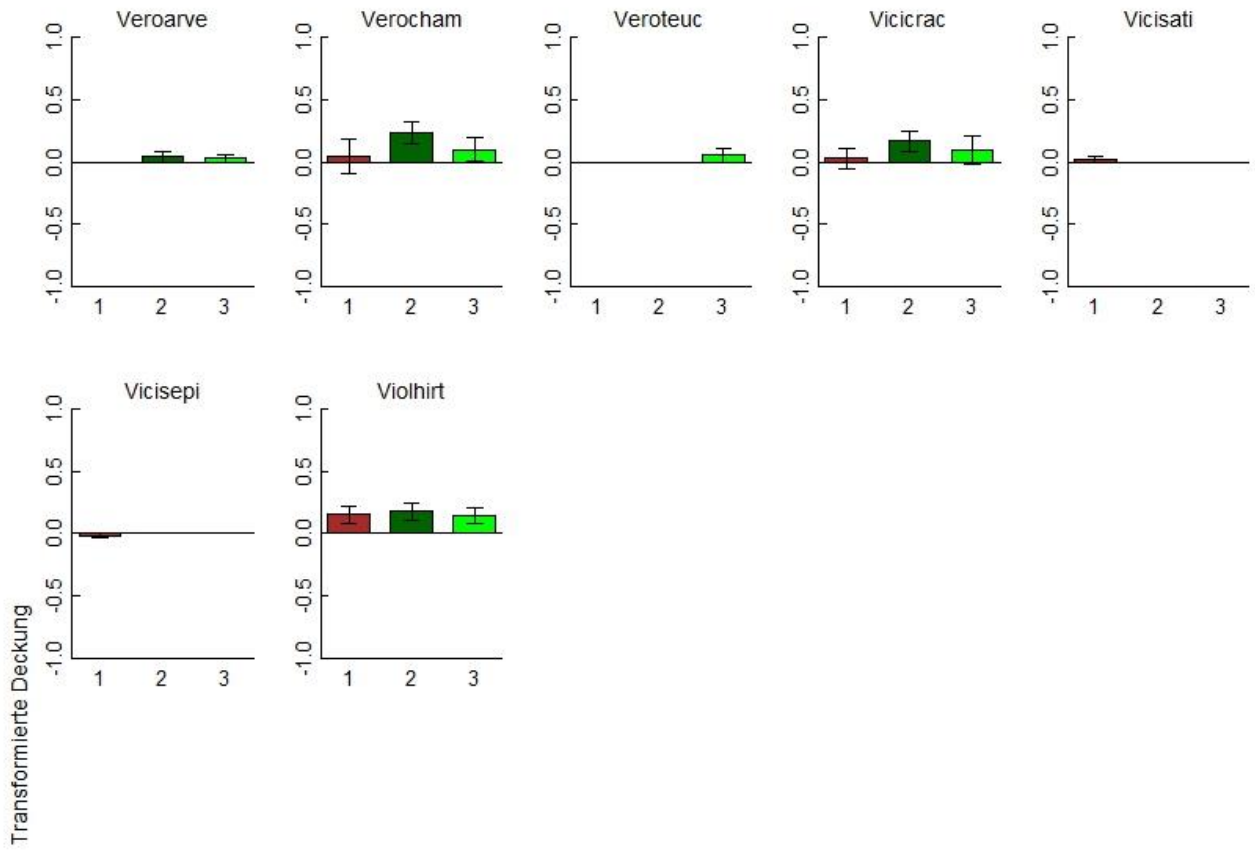 Veroarve Verocham Veroteuc Vicicrac Vicisati
1.0 1.0 1.0 1.0 1.0
0.5 0.5 0.5 0.5 0.5
0.0 0.0 0.0 0.0 0.0
-0.5 -0.5 -0.5 -0.5 -0.5
-1.0 -1.0 -1.0 -1.0 -1.0
1 2 3 1 2 3 1 2 3 1 2 3 1 2 3
Vicisepi Violhirt
1.0 1.0
0.5 0.5
0.0 0.0
-0.5 -0.5
-1.0 -1.0
1 2 3 1 2 3
Transformierte Deckung